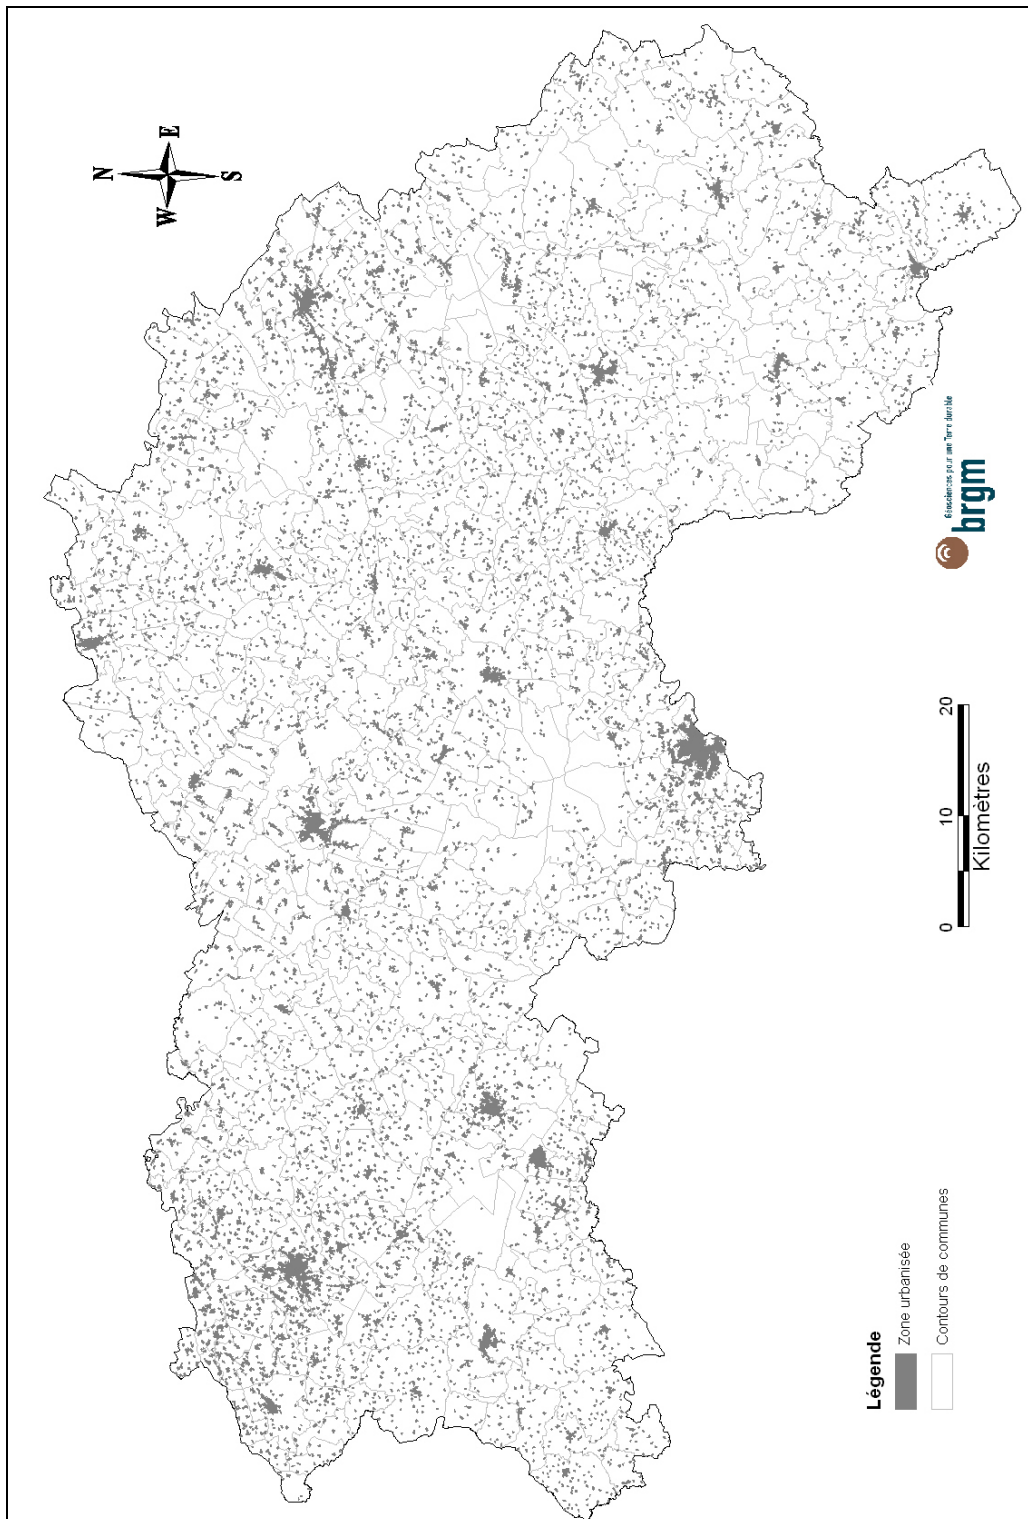 N
E
W
S
Géosciences pour une Terre durable
brgm
0 10 20
Kilomètres
Légende
Zone urbanisée
Contours de communes